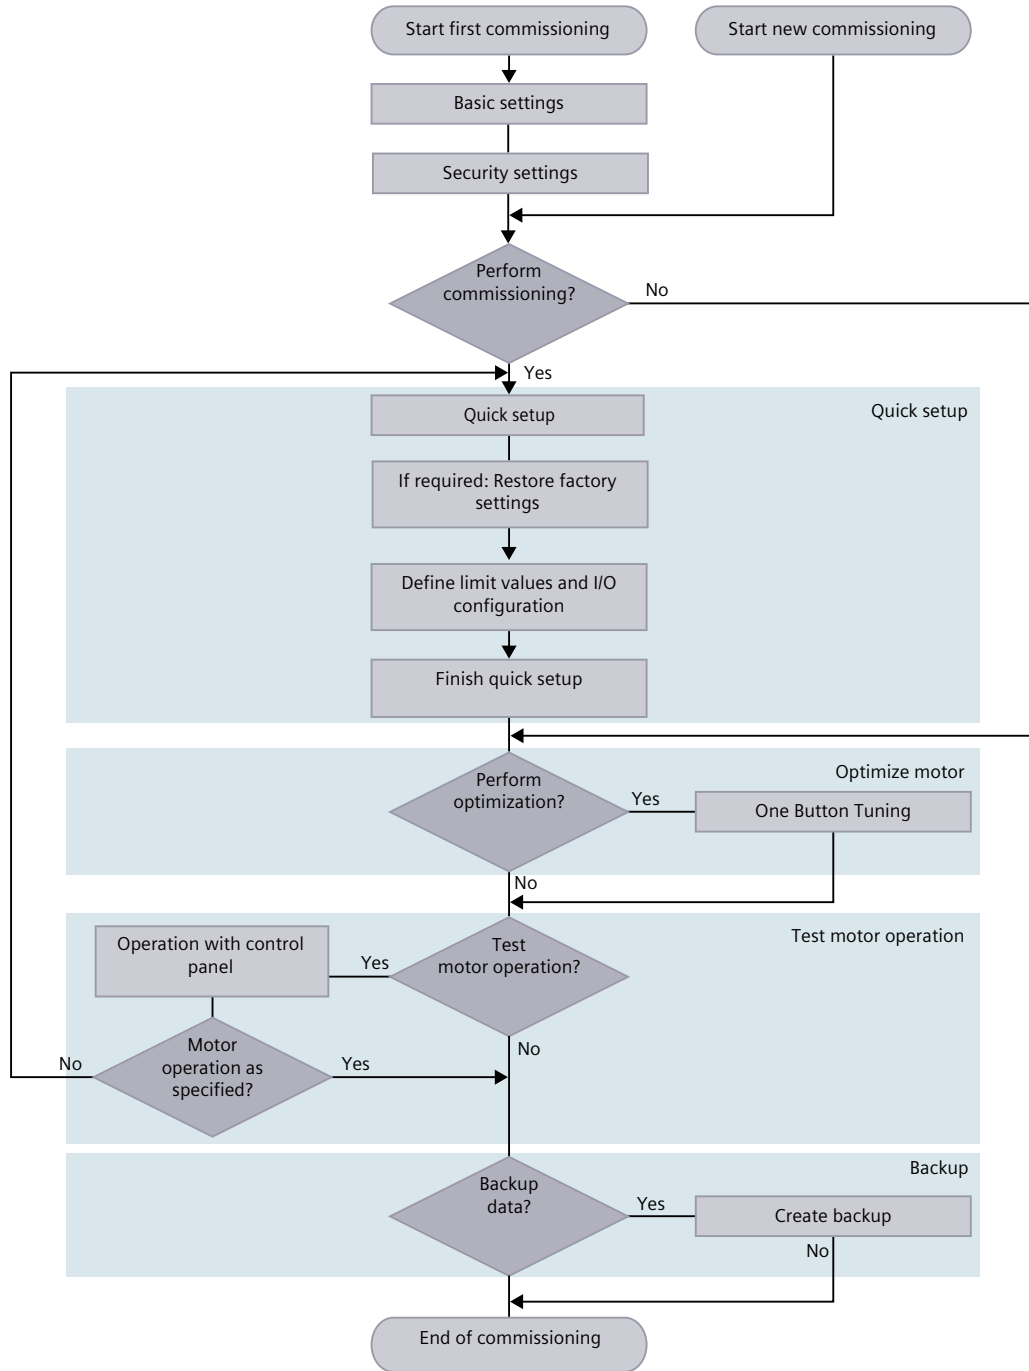 Start first commissioning
Start new commissioning
Basic settings
Security settings
Perform
commissioning?
No
Yes
Quick setup
Quick setup
If required: Restore factory
settings
Define limit values and I/O
configuration
Finish quick setup
Optimize motor
Perform
optimization?
Yes
One Button Tuning
No
Test motor operation
Operation with control
panel
Yes
Test
motor operation?
No
Motor
operation as
specified?
No
Yes
Backup
Backup
data?
Yes
Create backup
No
End of commissioning